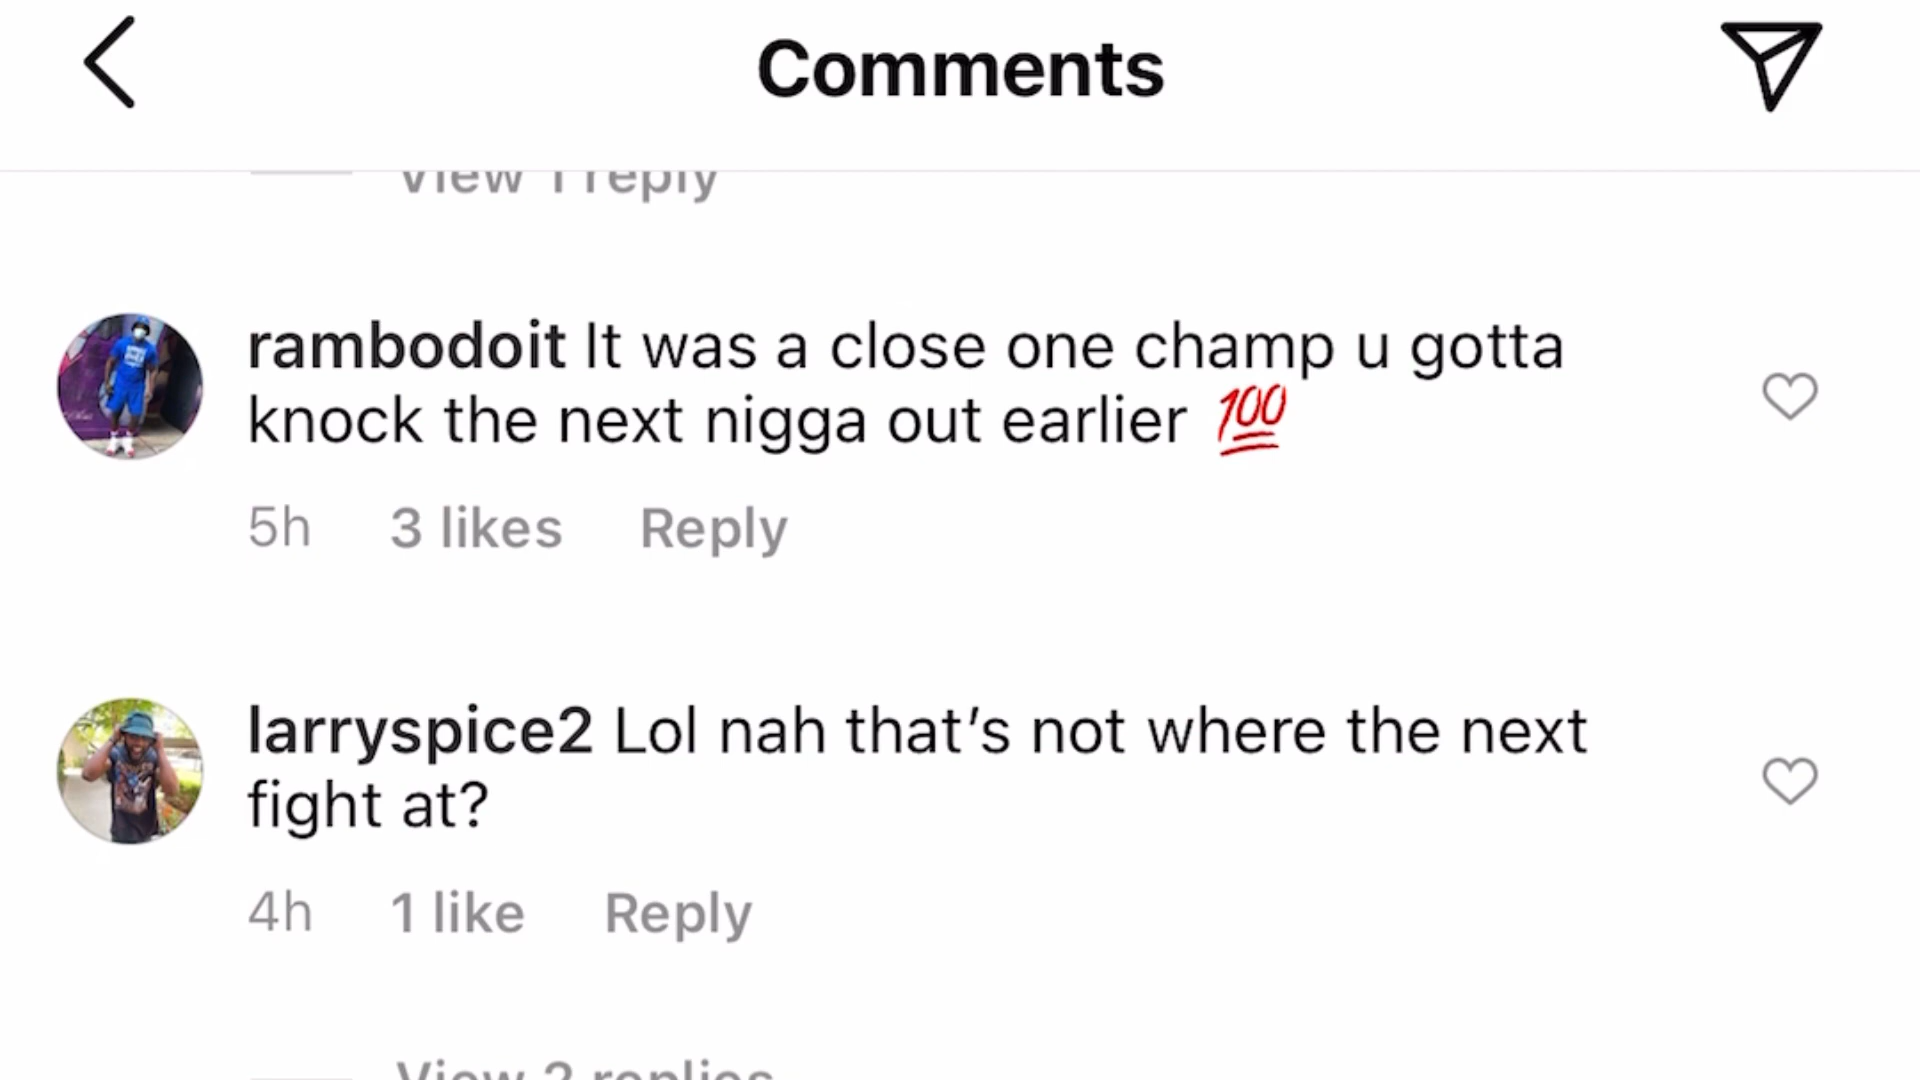 Comments
View 1 reply
rambodoit It was a close one champ u gotta
knock the next nigga out earlier 💯
5h 3 likes Reply
larryspice2 Lol nah that's not where the next
fight at?
4h 1 like Reply
View 2 replies